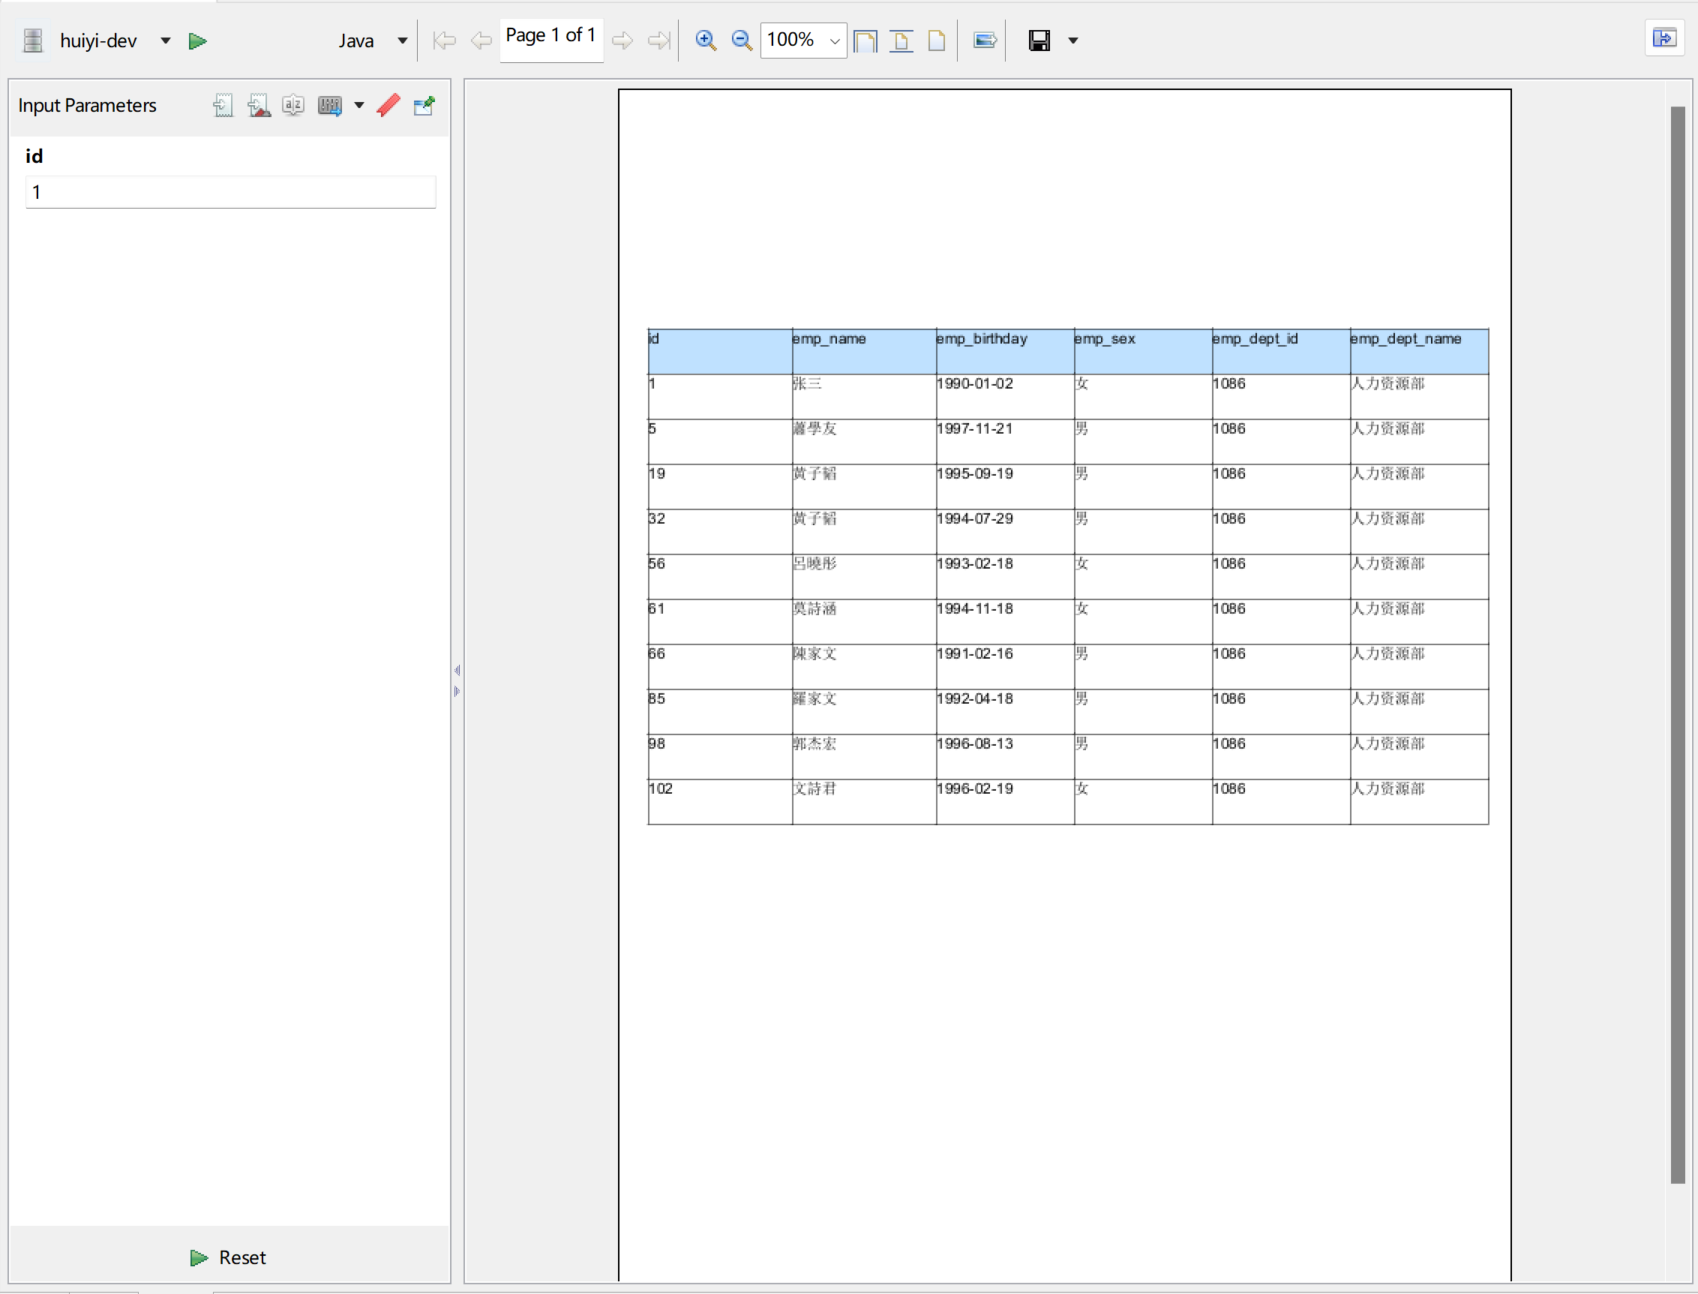 huiyi-dev Java Page 1 of 1 100%
Input Parameters
id
1
id emp_name emp_birthday emp_sex emp_dept_id emp_dept_name
1 张三 1990-01-02 女 1086 人力资源部
5 蕭學友 1997-11-21 男 1086 人力资源部
19 黄子韬 1995-09-19 男 1086 人力资源部
32 黄子韬 1994-07-29 男 1086 人力资源部
56 呂曉彤 1993-02-18 女 1086 人力资源部
61 莫詩涵 1994-11-18 女 1086 人力资源部
66 陳家文 1991-02-16 男 1086 人力资源部
85 羅家文 1992-04-18 男 1086 人力资源部
98 郭杰宏 1996-08-13 男 1086 人力资源部
102 文詩君 1996-02-19 女 1086 人力资源部
Reset